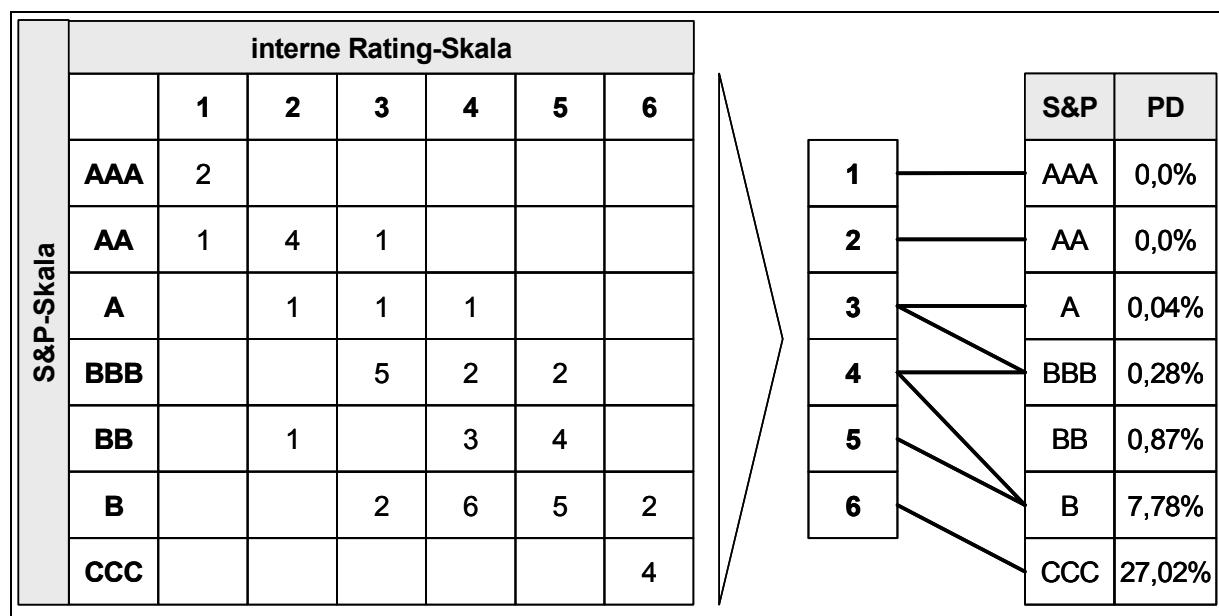 interne Rating-Skala
S&P-Skala
1 2 3 4 5 6
AAA 2
AA 1 4 1
A 1 1 1
BBB 5 2 2
BB 1 3 4
B 2 6 5 2
CCC 4
S&P PD
1 AAA 0,0%
2 AA 0,0%
3 A 0,04%
4 BBB 0,28%
5 BB 0,87%
6 B 7,78%
CCC 27,02%